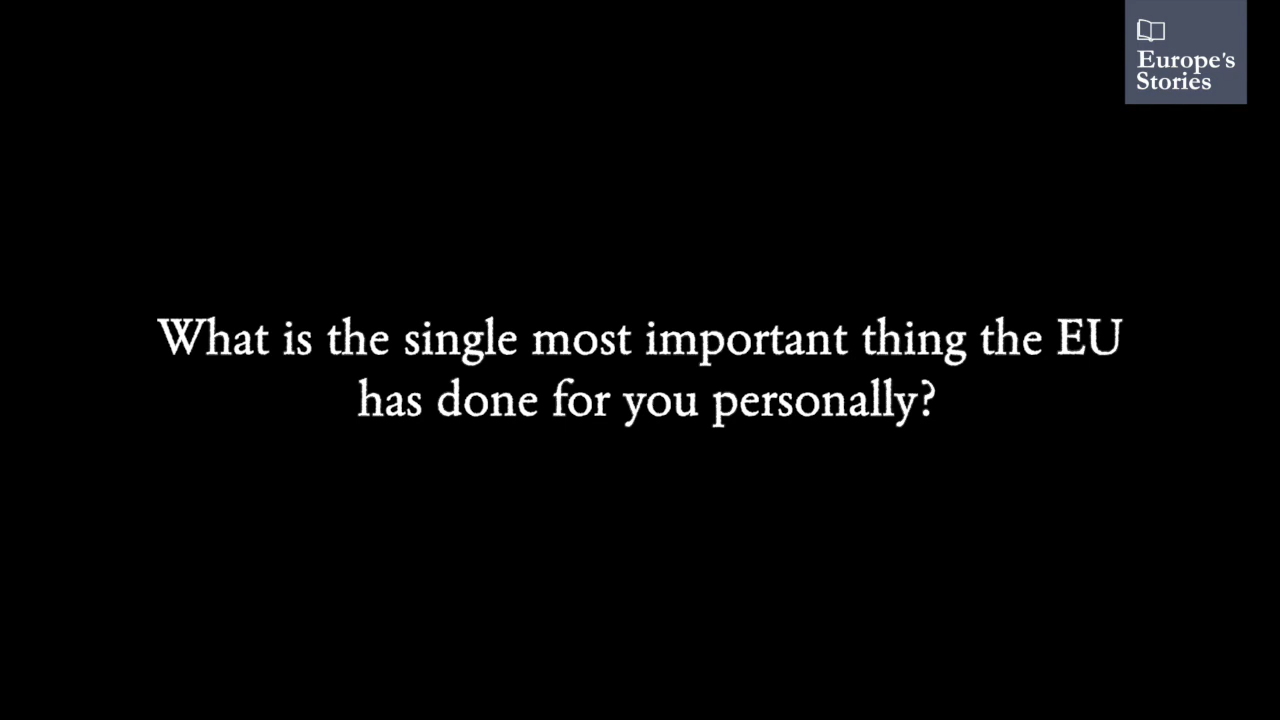 Europe's
Stories
What is the single most important thing the EU
has done for you personally?